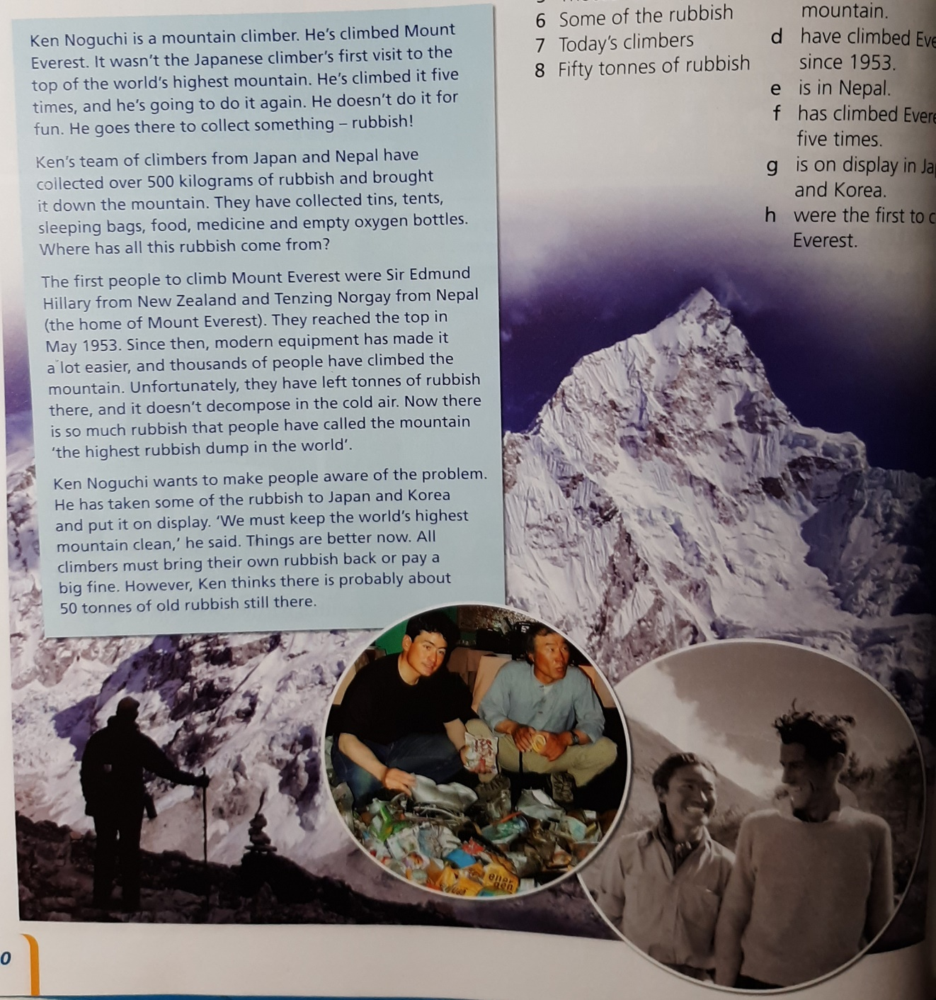 Ken Noguchi is a mountain climber. He's climbed Mount
Everest. It wasn't the Japanese climber's first visit to the
top of the world's highest mountain. He's climbed it five
times, and he's going to do it again. He doesn't do it for
fun. He goes there to collect something – rubbish!
Ken's team of climbers from Japan and Nepal have
collected over 500 kilograms of rubbish and brought
it down the mountain. They have collected tins, tents,
sleeping bags, food, medicine and empty oxygen bottles.
Where has all this rubbish come from?
The first people to climb Mount Everest were Sir Edmund
Hillary from New Zealand and Tenzing Norgay from Nepal
(the home of Mount Everest). They reached the top in
May 1953. Since then, modern equipment has made it
a lot easier, and thousands of people have climbed the
mountain. Unfortunately, they have left tonnes of rubbish
there, and it doesn't decompose in the cold air. Now there
is so much rubbish that people have called the mountain
'the highest rubbish dump in the world'.
Ken Noguchi wants to make people aware of the problem.
He has taken some of the rubbish to Japan and Korea
and put it on display. 'We must keep the world's highest
mountain clean,' he said. Things are better now. All
climbers must bring their own rubbish back or pay a
big fine. However, Ken thinks there is probably about
50 tonnes of old rubbish still there.
6 Some of the rubbish
7 Today's climbers
8 Fifty tonnes of rubbish
mountain.
d have climbed Eve
since 1953.
e is in Nepal.
f has climbed Evere
five times.
g is on display in Ja
and Korea.
h were the first to c
Everest.
ener
gen
0